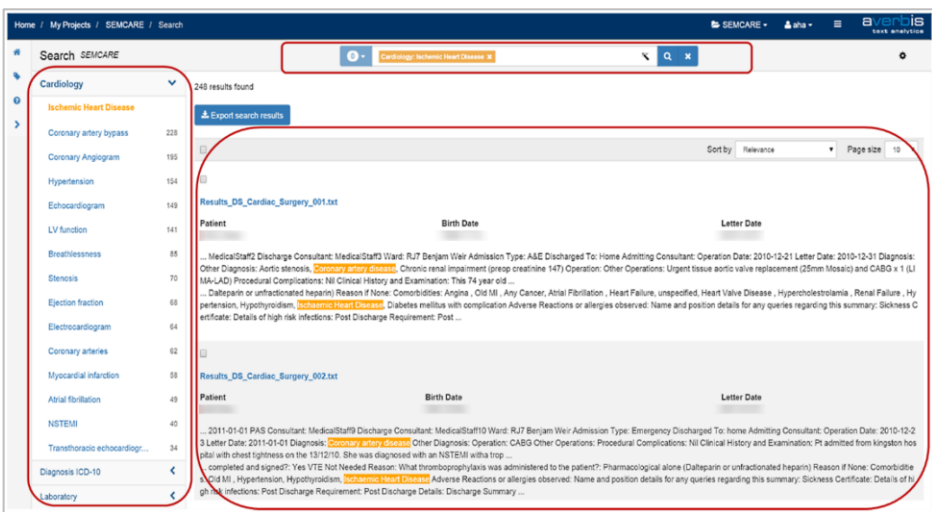 Home / My Projects / SEMCARE / Search
SEMCARE
aha
averbis
text analytics
Search SEMCARE
Cardiology: Ischemic Heart Disease x
Cardiology
248 results found
Ischemic Heart Disease
Export search results
Coronary artery bypass 228
Coronary Angiogram 195
Sort by Relevance Page size 10
Hypertension 154
Echocardiogram 149
LV function 141
Breathlessness 86
Stenosis 70
Ejection fraction 68
Electrocardiogram 64
Coronary arteries 62
Myocardial infarction 58
Atrial fibrillation 49
NSTEMI 40
Transthoracic echocardiogr... 34
Diagnosis ICD-10
Laboratory
Results_DS_Cardiac_Surgery_001.txt
Patient Birth Date Letter Date
... MedicalStaff2 Discharge Consultant: MedicalStaff3 Ward: RJ7 Benjam Weir Admission Type: A&E Discharged To: Home Admitting Consultant: Operation Date: 2010-12-21 Letter Date: 2010-12-31 Diagnosis:
Other Diagnosis: Aortic stenosis, Coronary artery disease, Chronic renal impairment (preop creatinine 147) Operation: Other Operations: Urgent tissue aortic valve replacement (25mm Mosaic) and CABG x 1 (LI
MA-LAD) Procedural Complications: Nil Clinical History and Examination: This 74 year old ...
... Dalteparin or unfractionated heparin) Reason if None: Comorbidities: Angina , Old MI , Any Cancer, Atrial Fibrillation , Heart Failure, unspecified, Heart Valve Disease , Hypercholestrolamia , Renal Failure , Hy
pertension, Hypothyroidism, Ischaemic Heart Disease, Diabetes mellitus with complication Adverse Reactions or allergies observed: Name and position details for any queries regarding this summary: Sickness C
ertificate: Details of high risk infections: Post Discharge Requirement: Post ...
Results_DS_Cardiac_Surgery_002.txt
Patient Birth Date Letter Date
... 2011-01-01 PAS Consultant: MedicalStaff9 Discharge Consultant: MedicalStaff10 Ward: RJ7 Benjam Weir Admission Type: Emergency Discharged To: home Admitting Consultant: Operation Date: 2010-12-2
3 Letter Date: 2011-01-01 Diagnosis: Coronary artery disease Other Diagnosis: Operation: CABG Other Operations: Procedural Complications: Nil Clinical History and Examination: Pt admitted from kingston hos
pital with chest tightness on the 13/12/10. She was diagnosed with an NSTEMI witha trop ...
... completed and signed?: Yes VTE Not Needed Reason: What thromboprophylaxis was administered to the patient?: Pharmacological alone (Dalteparin or unfractionated heparin) Reason if None: Comorbiditie
s: Old MI , Hypertension, Hypothyroidism, Ischaemic Heart Disease Adverse Reactions or allergies observed: Name and position details for any queries regarding this summary: Sickness Certificate: Details of hi
gh risk infections: Post Discharge Requirement: Post Discharge Details: Discharge Summary ...